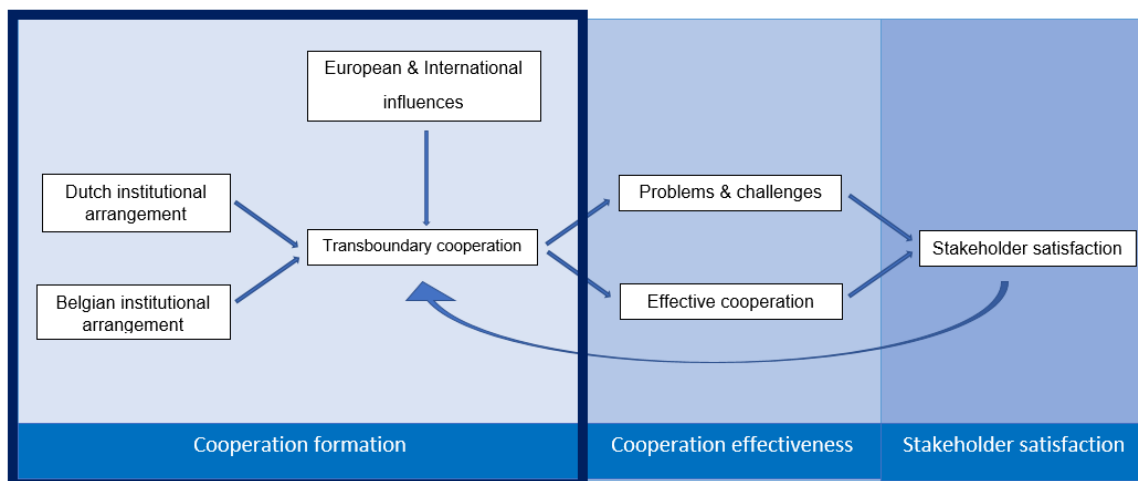 European & International
influences
Dutch institutional
arrangement
Transboundary cooperation
Belgian institutional
arrangement
Problems & challenges
Effective cooperation
Stakeholder satisfaction
Cooperation formation
Cooperation effectiveness
Stakeholder satisfaction